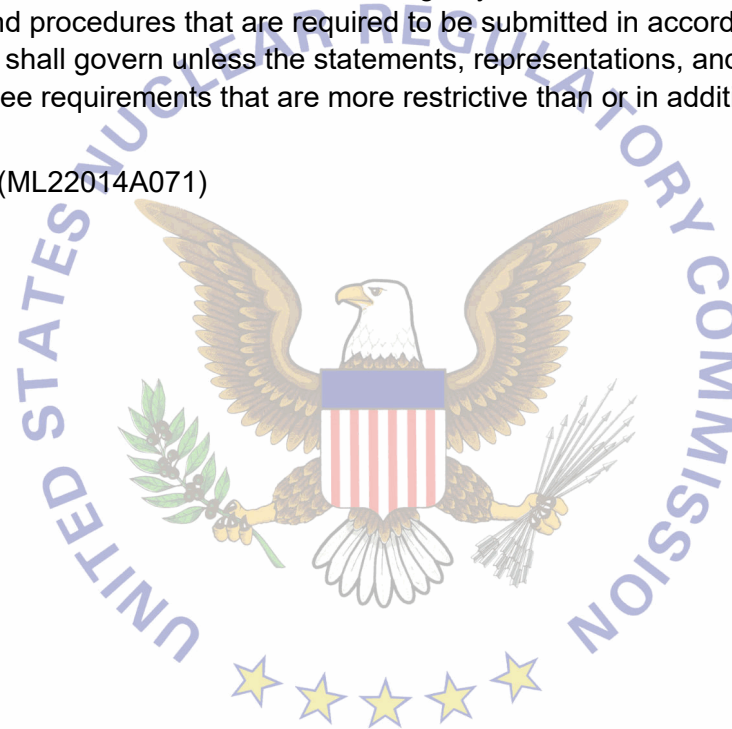 nd procedures that are required to be submitted in accord
shall govern unless the statements, representations, and
ee requirements that are more restrictive than or in addit
(ML22014A071)
UNITED STATES NUCLEAR REGULATORY COMMISSION